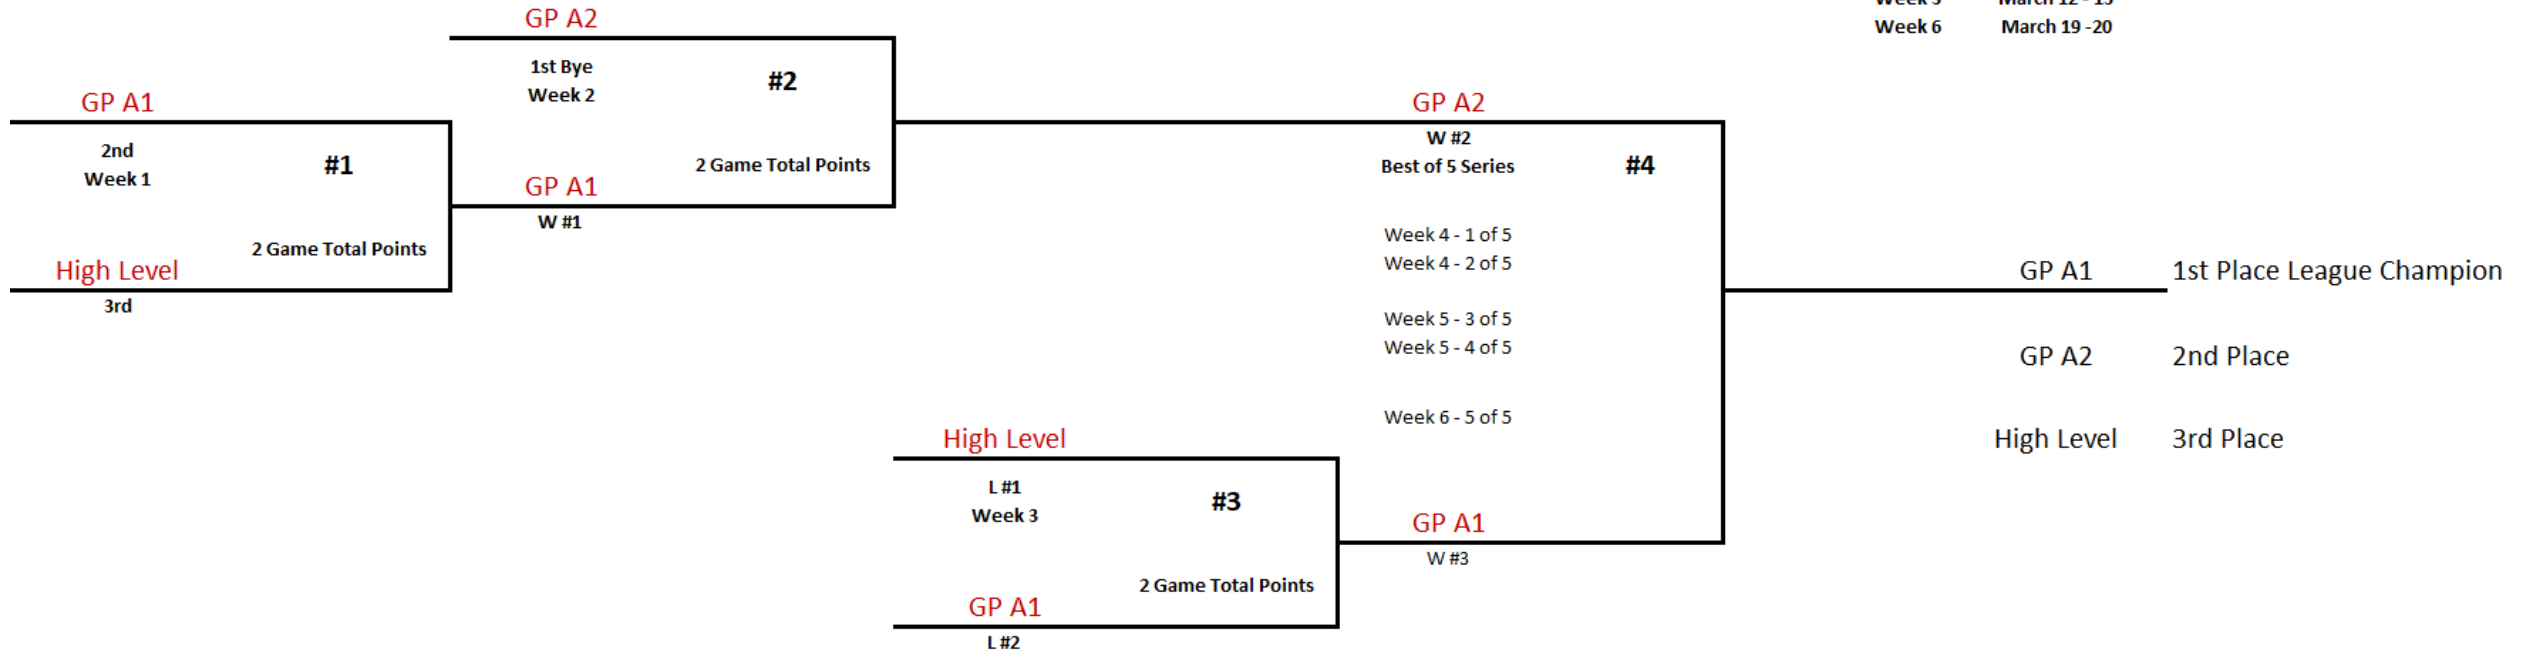 GP A2
Week 6 March 19 -20
1st Bye
Week 2
#2
GP A1
2nd
Week 1
#1
2 Game Total Points
GP A1
W #1
2 Game Total Points
High Level
3rd
GP A2
W #2
Best of 5 Series
#4
Week 4 - 1 of 5
Week 4 - 2 of 5
Week 5 - 3 of 5
Week 5 - 4 of 5
Week 6 - 5 of 5
High Level
L #1
Week 3
#3
2 Game Total Points
GP A1
L #2
GP A1
W #3
GP A1 1st Place League Champion
GP A2 2nd Place
High Level 3rd Place